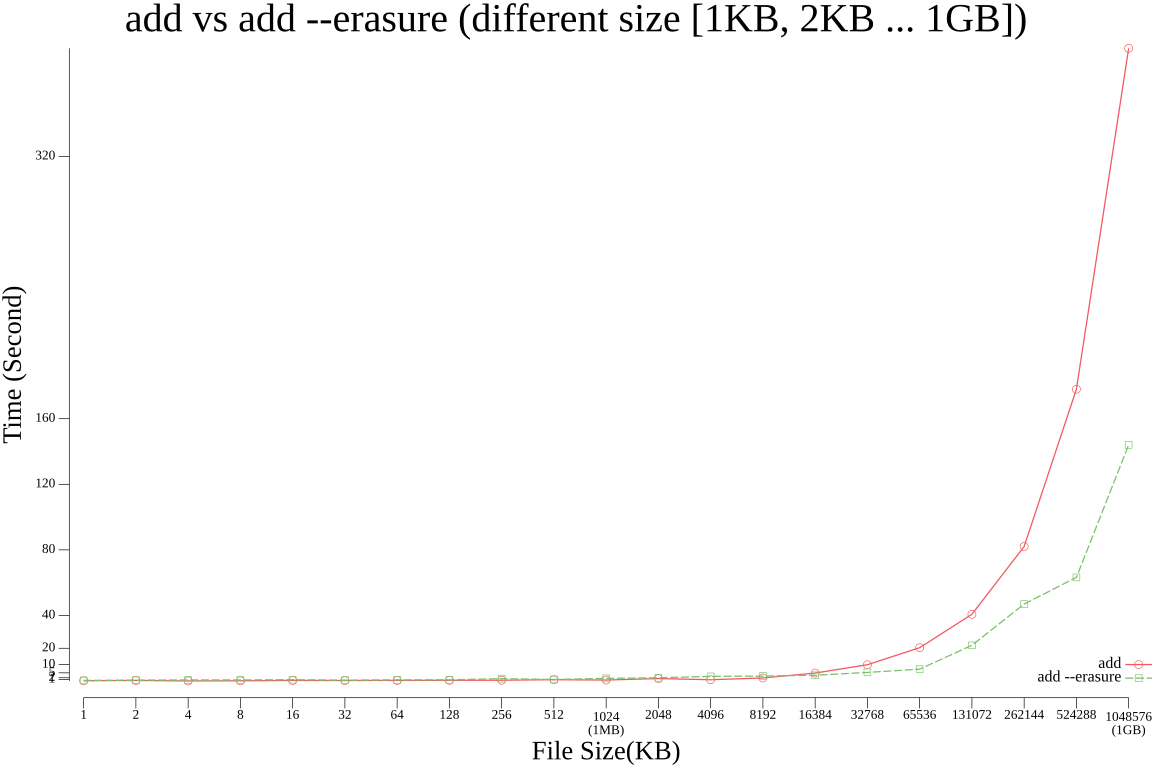 add vs add --erasure (different size [1KB, 2KB ... 1GB])
Time (Second)
320
160
120
80
40
20
10
add
add --erasure
1 2 4 8 16 32 64 128 256 512 1024 2048 4096 8192 16384 32768 65536 131072 262144 524288 1048576
(1MB) (1GB)
File Size(KB)